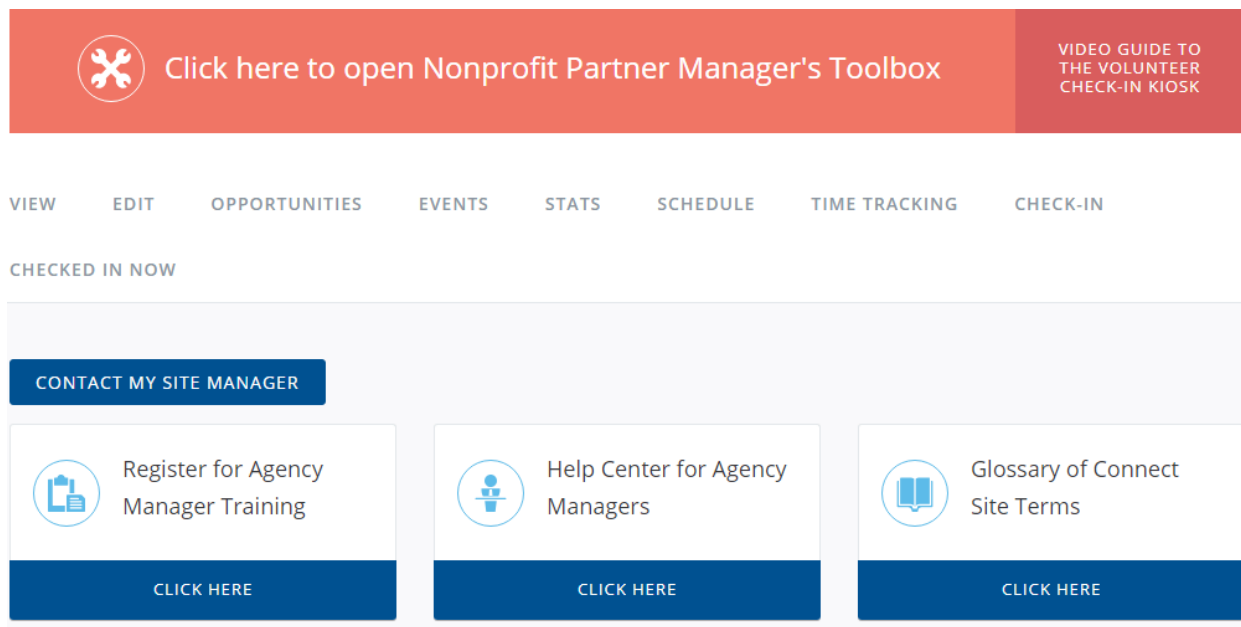 Click here to open Nonprofit Partner Manager's Toolbox
VIDEO GUIDE TO
THE VOLUNTEER
CHECK-IN KIOSK
VIEW EDIT OPPORTUNITIES EVENTS STATS SCHEDULE TIME TRACKING CHECK-IN
CHECKED IN NOW
CONTACT MY SITE MANAGER
Register for Agency
Manager Training
CLICK HERE
Help Center for Agency
Managers
CLICK HERE
Glossary of Connect
Site Terms
CLICK HERE